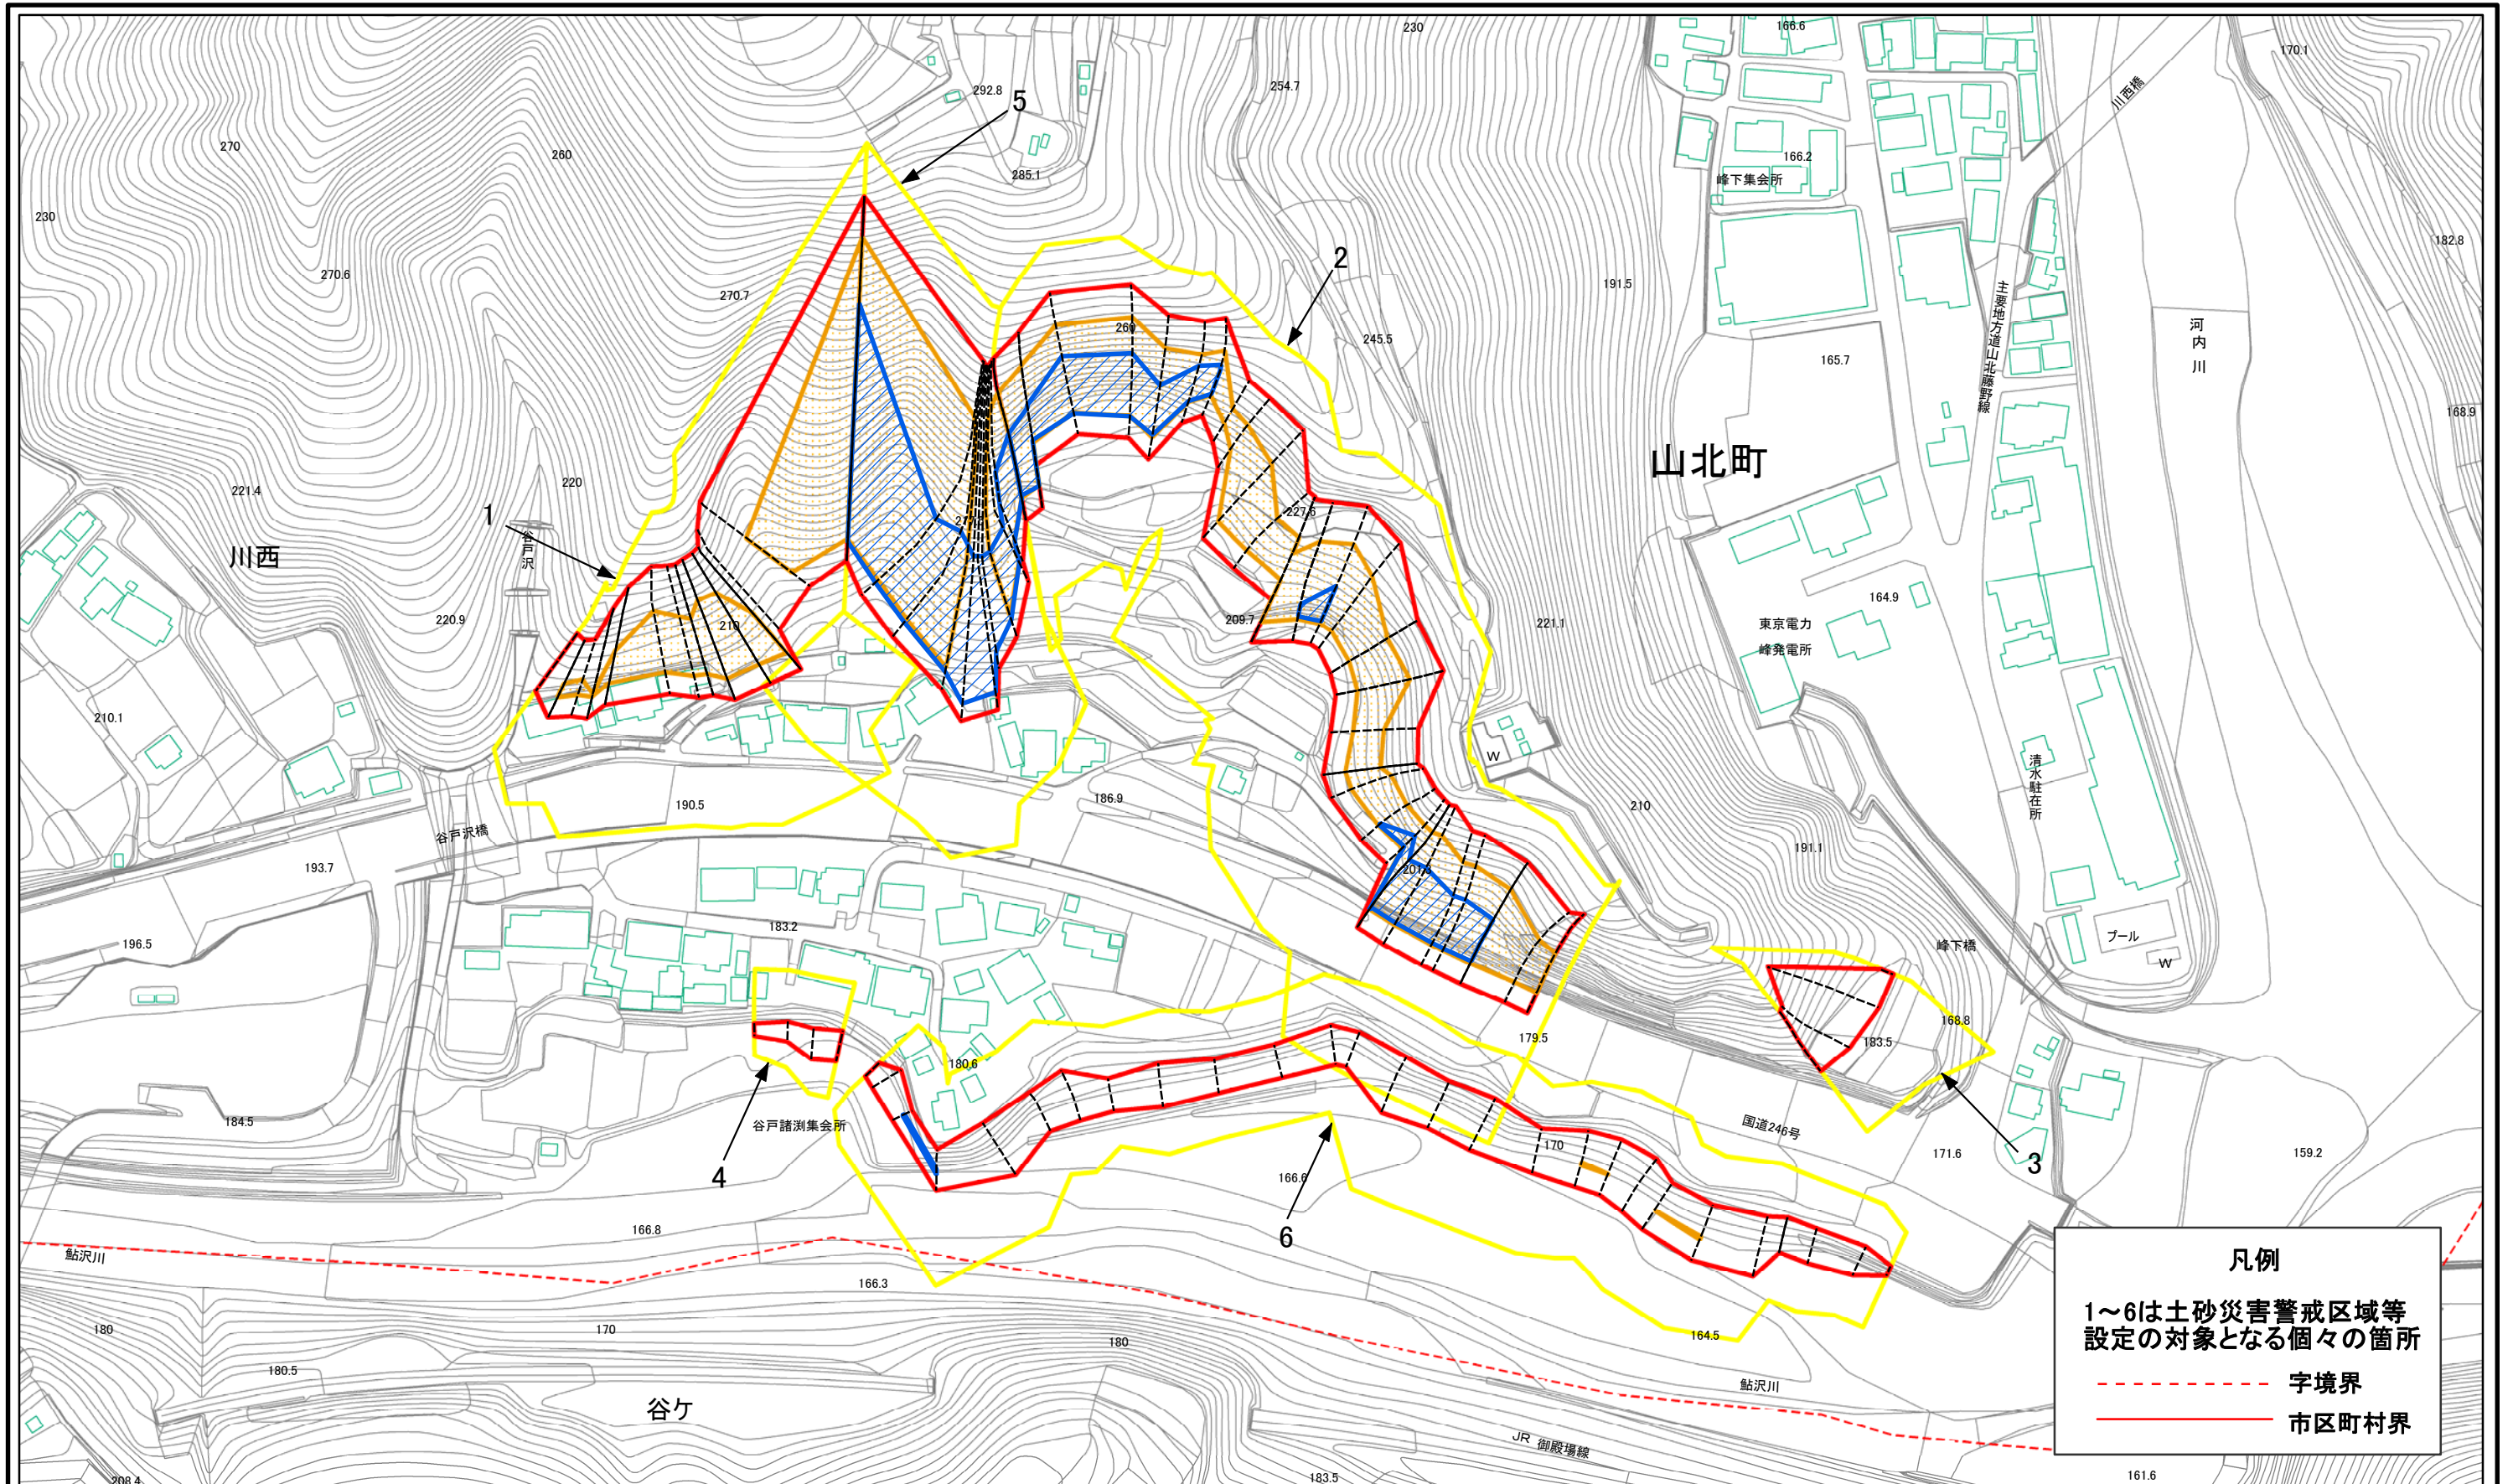 230
166.6
170.1
254.7
292.8
5
川西橋
270
260
285.1
166.2
峰下集会所
230
270.6
270.7
2
182.8
191.5
245.5
260
主要地方道山北藤野線
河内川
165.7
168.9
山北町
221.4
220
1
谷戸沢
川西
227.6
220.9
210
209.7
221.1
164.9
東京電力
峰発電所
210.1
W
清水駐在所
190.5
186.9
210
谷戸沢橋
191.1
193.7
201.3
183.2
196.5
プール
W
峰下橋
168.8
183.5
179.5
180.6
184.5
谷戸諸渕集会所
国道246号
170
171.6
3
159.2
4
166.6
6
166.8
鮎沢川
166.3
凡例
1~6は土砂災害警戒区域等
設定の対象となる個々の箇所
字境界
市区町村界
180
170
180
164.5
180.5
鮎沢川
谷ケ
JR 御殿場線
208.4
183.5
161.6